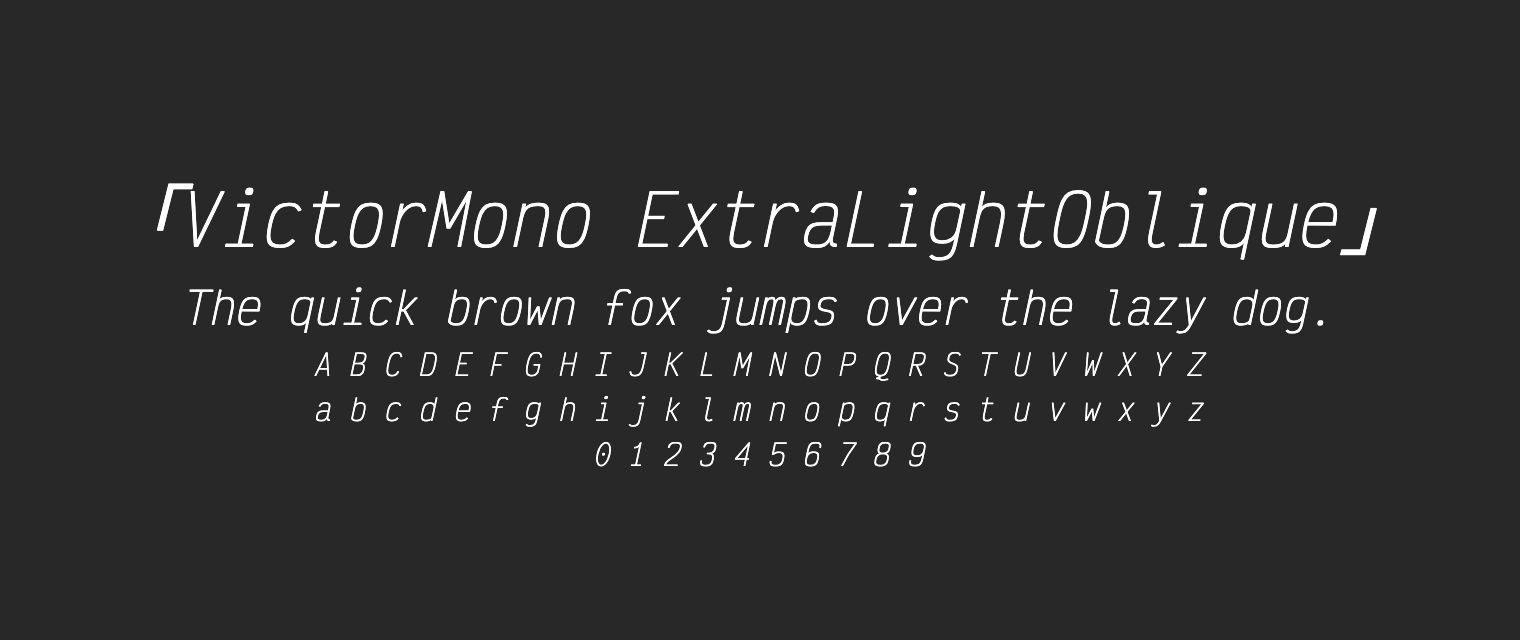 「VictorMono ExtraLightOblique」
The quick brown fox jumps over the lazy dog.
A B C D E F G H I J K L M N O P Q R S T U V W X Y Z
a b c d e f g h i j k l m n o p q r s t u v w x y z
0 1 2 3 4 5 6 7 8 9